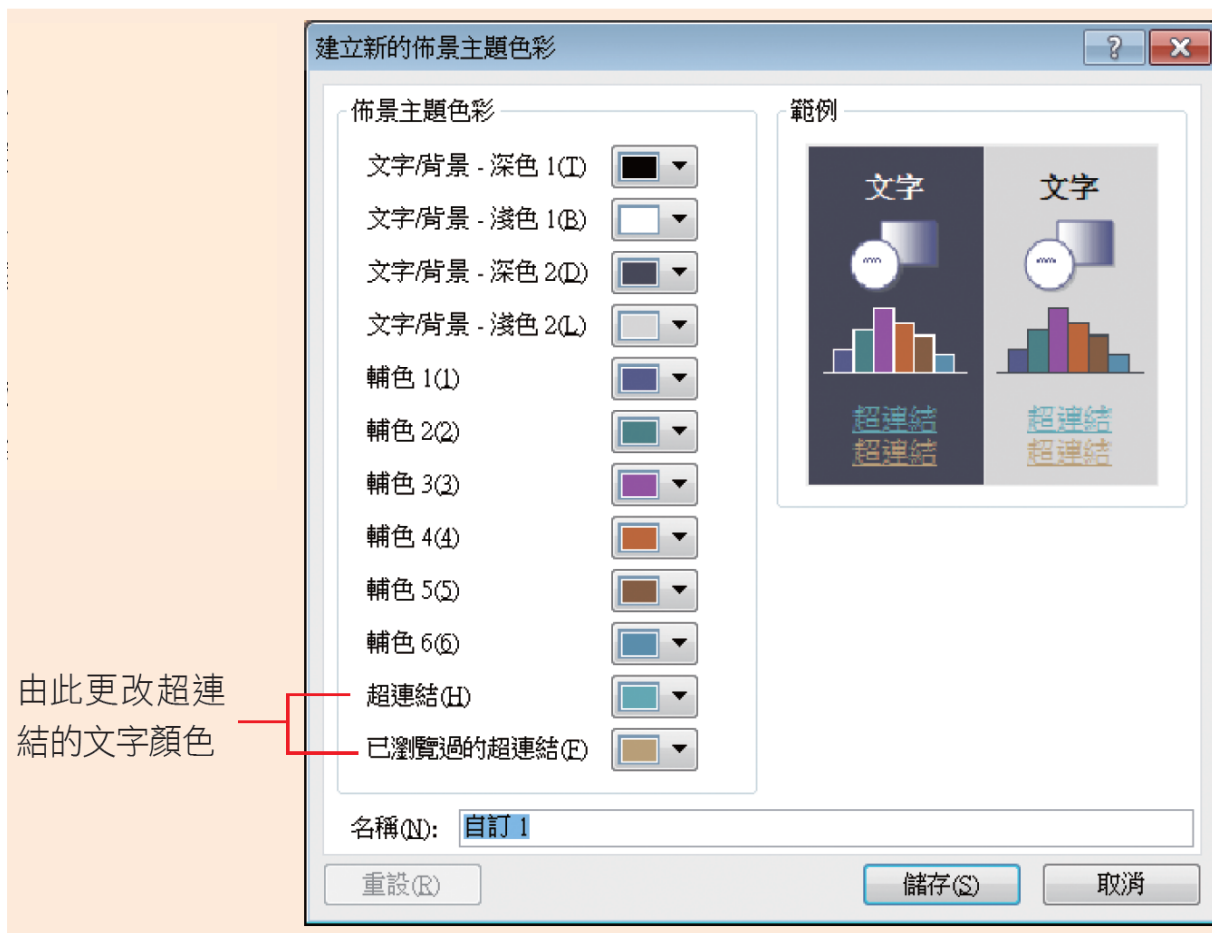 建立新的佈景主題色彩
佈景主題色彩
文字/背景 - 深色 1(T)
文字/背景 - 淺色 1(B)
文字/背景 - 深色 2(D)
文字/背景 - 淺色 2(L)
輔色 1(1)
輔色 2(2)
輔色 3(3)
輔色 4(4)
輔色 5(5)
輔色 6(6)
超連結(H)
已瀏覽過的超連結(F)
範例
文字 文字
超連結 超連結
超連結 超連結
由此更改超連
結的文字顏色
名稱(N): 自訂 1
重設(R) 儲存(S) 取消